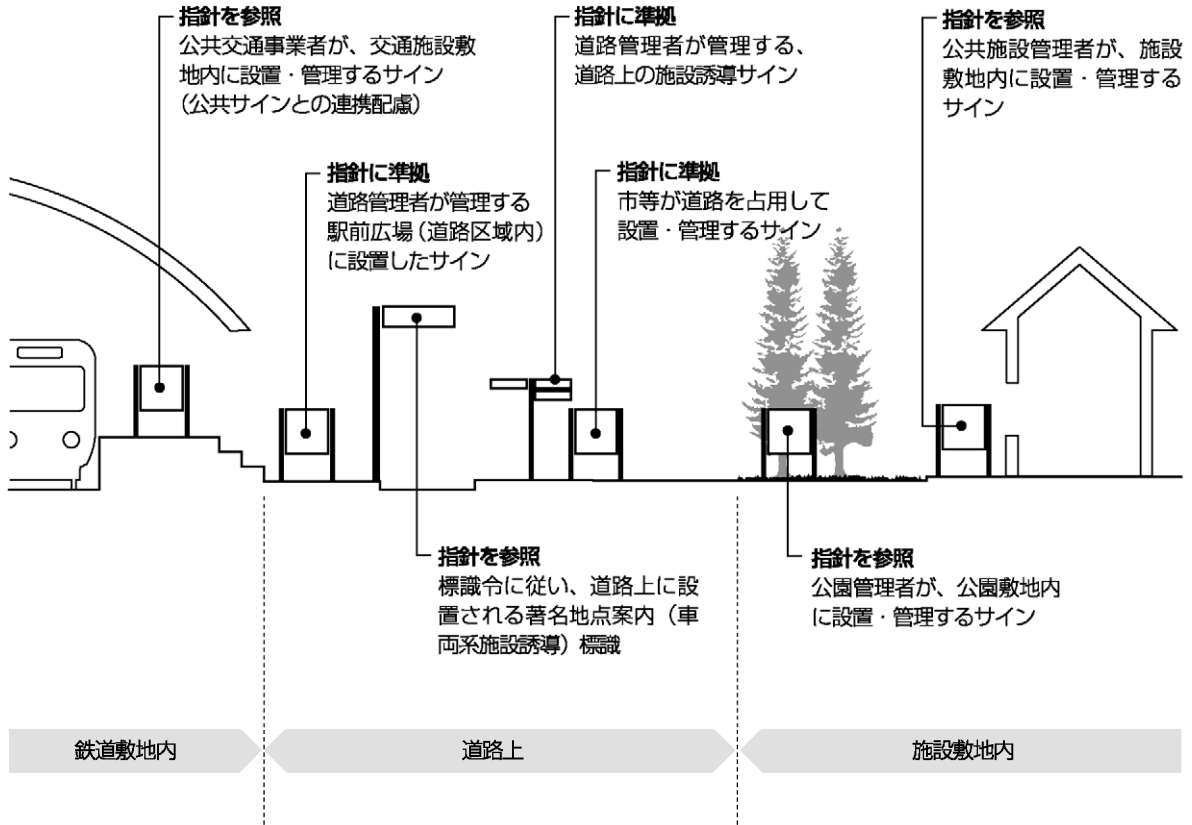 指針を参照
公共交通事業者が、交通施設敷
地内に設置・管理するサイン
（公共サインとの連携配慮）
指針に準拠
道路管理者が管理する、
道路上の施設誘導サイン
指針を参照
公共施設管理者が、施設
敷地内に設置・管理する
サイン
指針に準拠
道路管理者が管理する
駅前広場（道路区域内）
に設置したサイン
指針に準拠
市等が道路を占用して
設置・管理するサイン
指針を参照
標識令に従い、道路上に設
置される著名地点案内（車
両系施設誘導）標識
指針を参照
公園管理者が、公園敷地内
に設置・管理するサイン
鉄道敷地内
道路上
施設敷地内